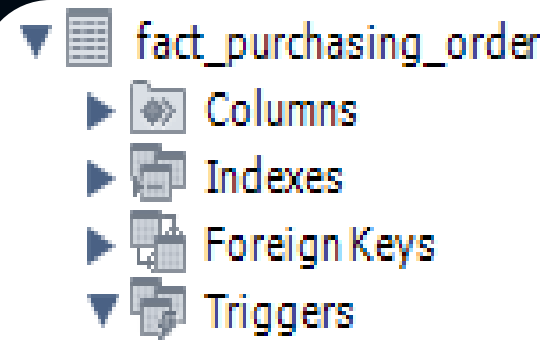 fact_purchasing_order
Columns
Indexes
Foreign Keys
Triggers